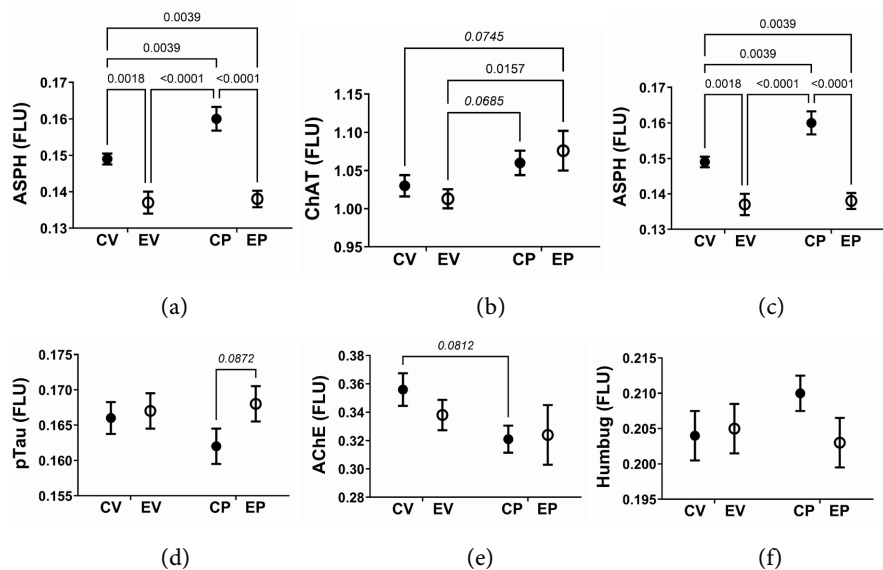 0.0039
0.0039
0.0018 <0.0001 <0.0001
ASPH (FLU)
0.17
0.16
0.15
0.14
0.13
CV EV CP EP
(a)
0.0745
0.0157
0.0685
ChAT (FLU)
1.15
1.10
1.05
1.00
0.95
CV EV CP EP
(b)
0.0039
0.0039
0.0018 <0.0001 <0.0001
ASPH (FLU)
0.17
0.16
0.15
0.14
0.13
CV EV CP EP
(c)
0.0872
pTau (FLU)
0.175
0.170
0.165
0.160
0.155
CV EV CP EP
(d)
0.0812
AChE (FLU)
0.38
0.36
0.34
0.32
0.30
0.28
CV EV CP EP
(e)
Humbug (FLU)
0.215
0.210
0.205
0.200
0.195
CV EV CP EP
(f)